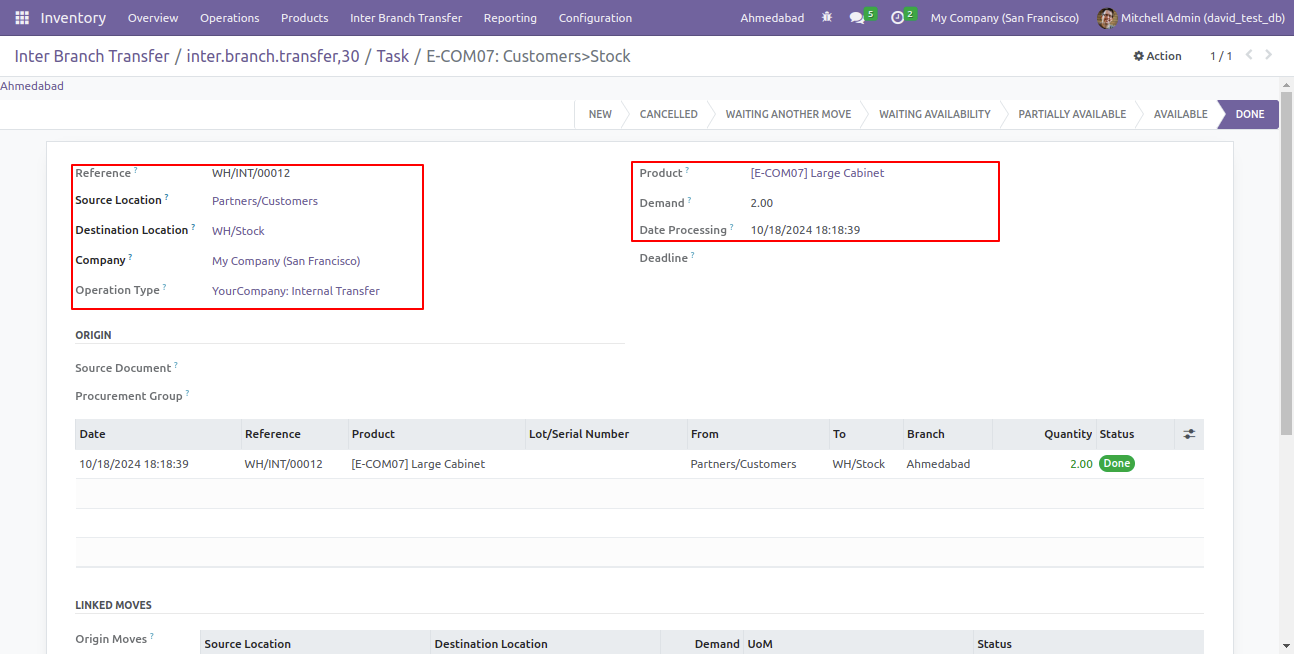 Inventory Overview Operations Products Inter Branch Transfer Reporting Configuration Ahmedabad 5 2 My Company (San Francisco) Mitchell Admin (david_test_db)
Inter Branch Transfer / inter.branch.transfer,30 / Task / E-COM07: Customers>Stock Action 1 / 1
Ahmedabad
NEW CANCELLED WAITING ANOTHER MOVE WAITING AVAILABILITY PARTIALLY AVAILABLE AVAILABLE DONE
Reference ? WH/INT/00012
Source Location ? Partners/Customers
Destination Location ? WH/Stock
Company ? My Company (San Francisco)
Operation Type ? YourCompany: Internal Transfer
Product ? [E-COM07] Large Cabinet
Demand ? 2.00
Date Processing ? 10/18/2024 18:18:39
Deadline ?
ORIGIN
Source Document ?
Procurement Group ?
Date Reference Product Lot/Serial Number From To Branch Quantity Status
10/18/2024 18:18:39 WH/INT/00012 [E-COM07] Large Cabinet Partners/Customers WH/Stock Ahmedabad 2.00 Done
LINKED MOVES
Origin Moves ? Source Location Destination Location Demand UoM Status